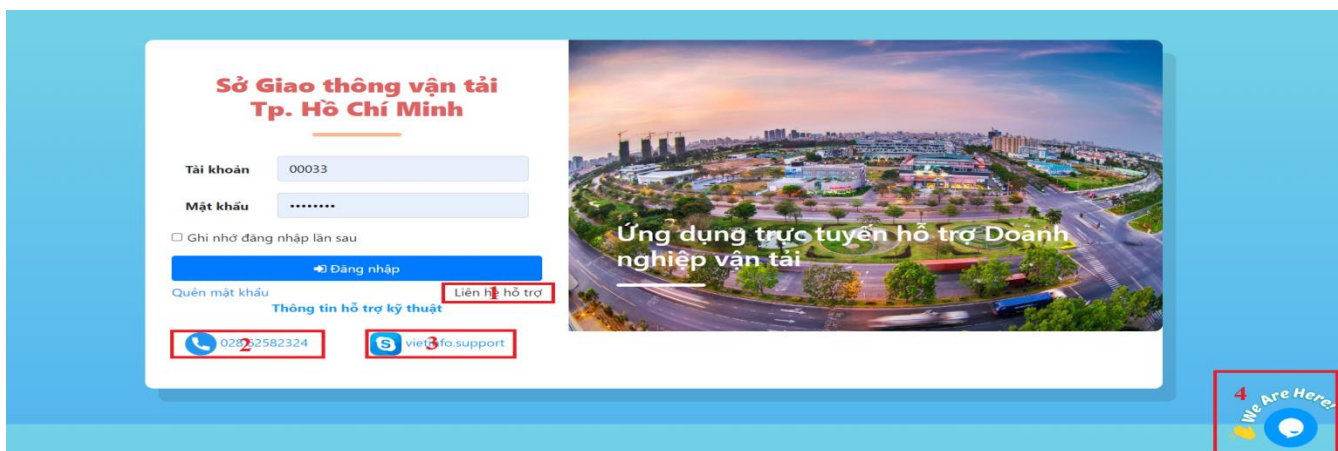 Sở Giao thông vận tải
Tp. Hồ Chí Minh
Tài khoản 00033
Mật khẩu ••••••••
Ghi nhớ đăng nhập lần sau
Đăng nhập
Quên mật khẩu
Liên hệ hỗ trợ
1
Thông tin hỗ trợ kỹ thuật
02862582324
2
vietinfo.support
3
Ứng dụng trực tuyến hỗ trợ Doanh
nghiệp vận tải
4
We Are Here!